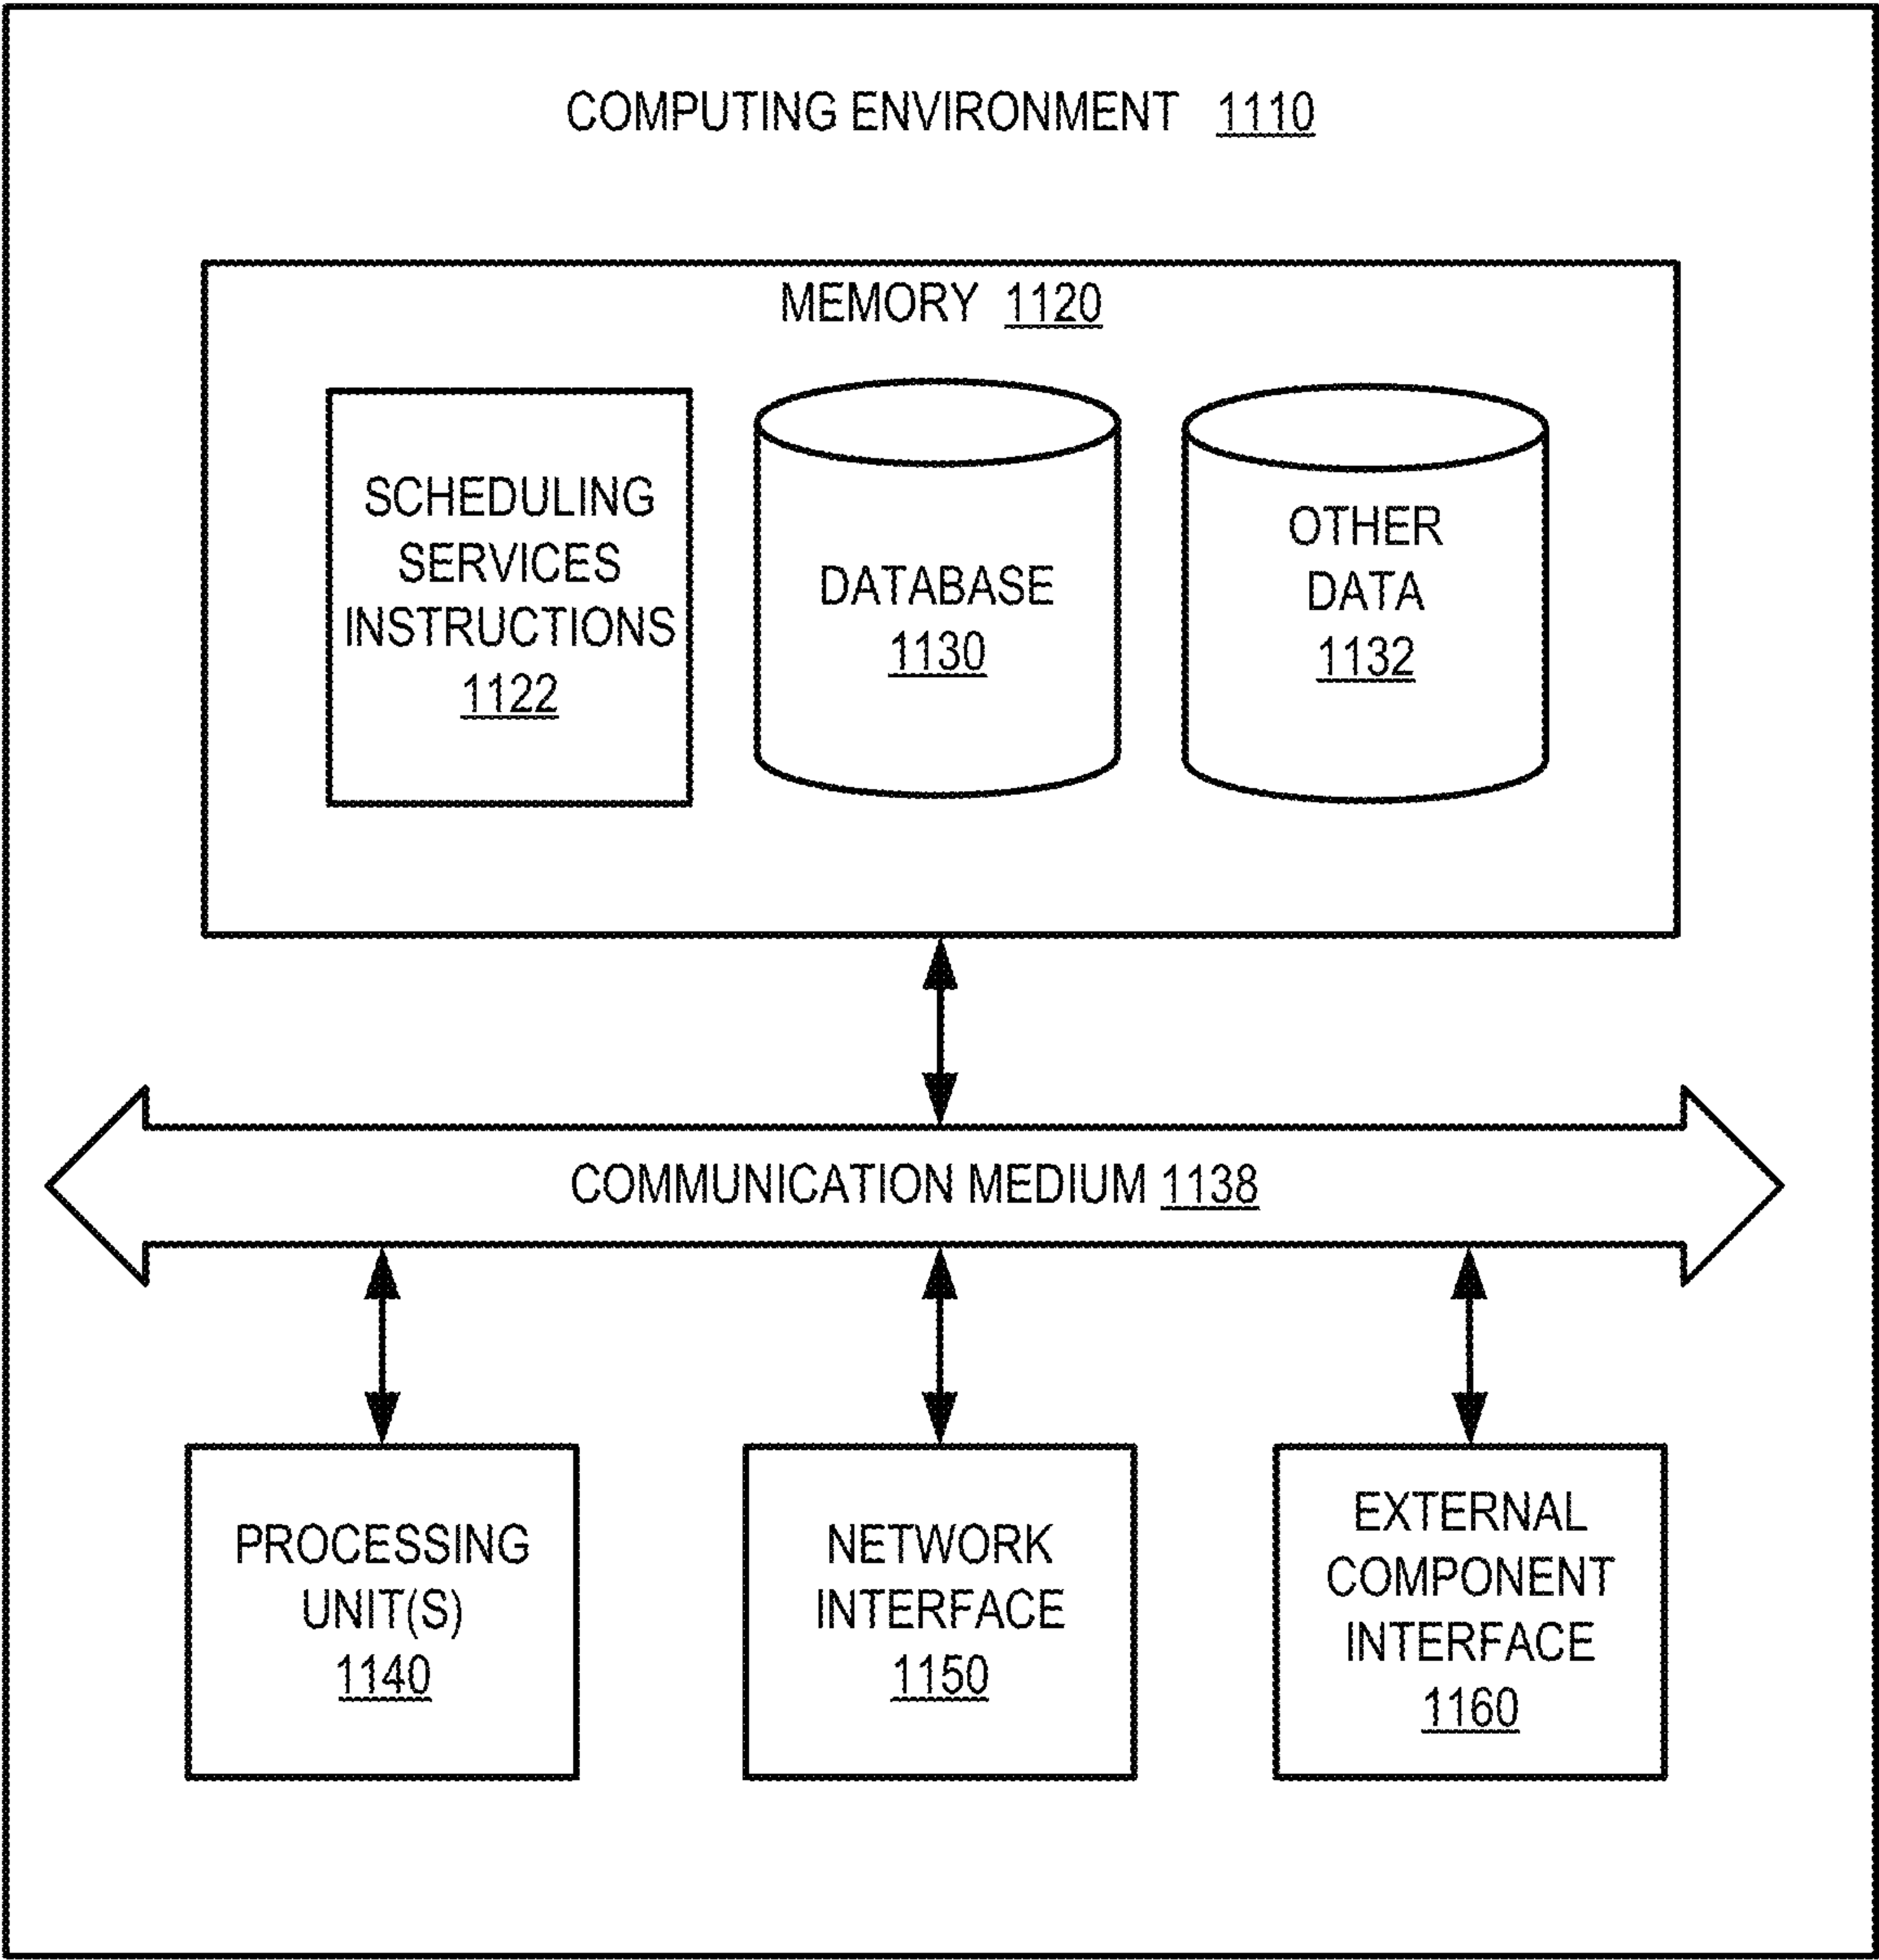 COMPUTING ENVIRONMENT 1110
MEMORY 1120
SCHEDULING
SERVICES
INSTRUCTIONS
1122
DATABASE
1130
OTHER
DATA
1132
COMMUNICATION MEDIUM 1138
PROCESSING
UNIT(S)
1140
NETWORK
INTERFACE
1150
EXTERNAL
COMPONENT
INTERFACE
1160